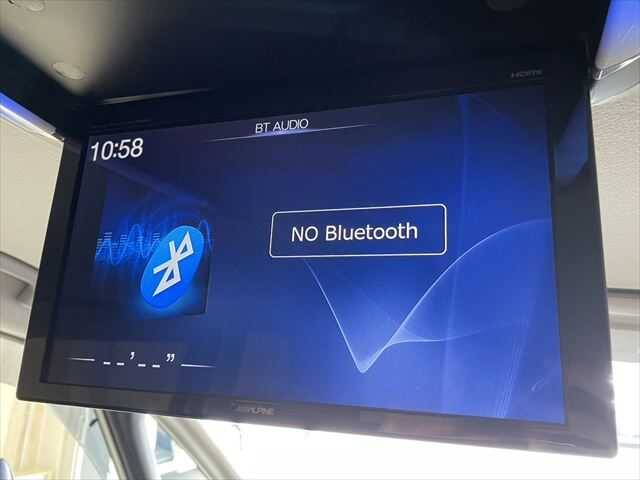 HDMI
BT AUDIO
10:58
NO Bluetooth
--'--"
ALPINE